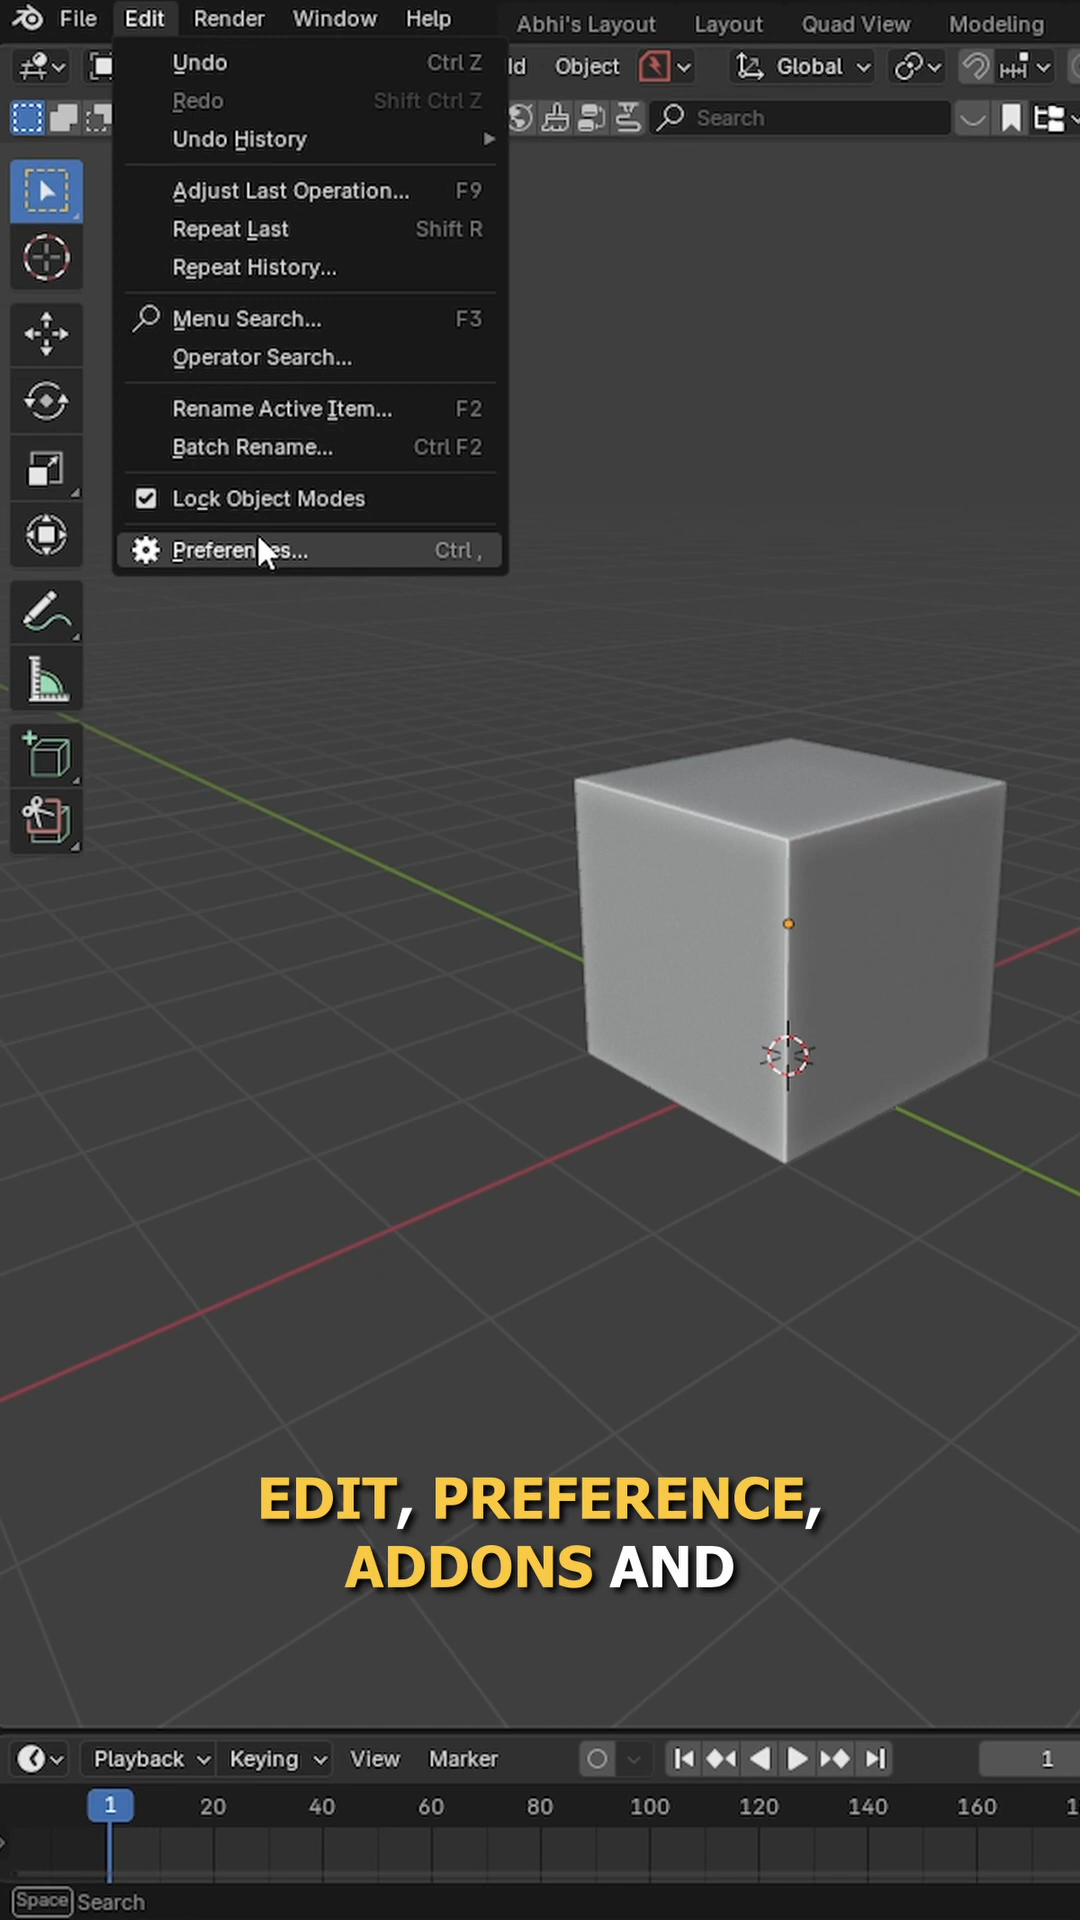 File Edit Render Window Help Abhi's Layout Layout Quad View Modeling
Object Global
Search
Undo Ctrl Z
Redo Shift Ctrl Z
Undo History
Adjust Last Operation... F9
Repeat Last Shift R
Repeat History...
Menu Search... F3
Operator Search...
Rename Active Item... F2
Batch Rename... Ctrl F2
Lock Object Modes
Ctrl ,
EDIT, PREFERENCE,
ADDONS AND
Playback Keying View Marker 1
1 20 40 60 80 100 120 140 160
Space Search